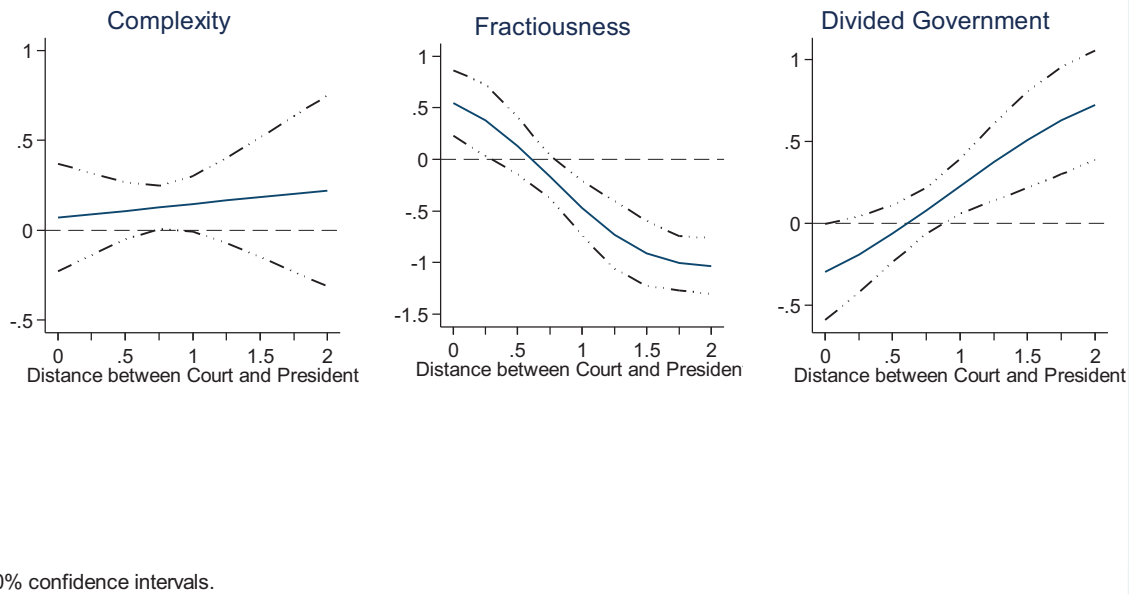 Complexity
1
.5
0
-.5
0 .5 1 1.5 2
Distance between Court and President
Fractiousness
1
.5
0
-.5
-1
-1.5
0 .5 1 1.5 2
Distance between Court and Presiden
Divided Government
1
.5
0
-.5
0 .5 1 1.5 2
Distance between Court and President
0% confidence intervals.